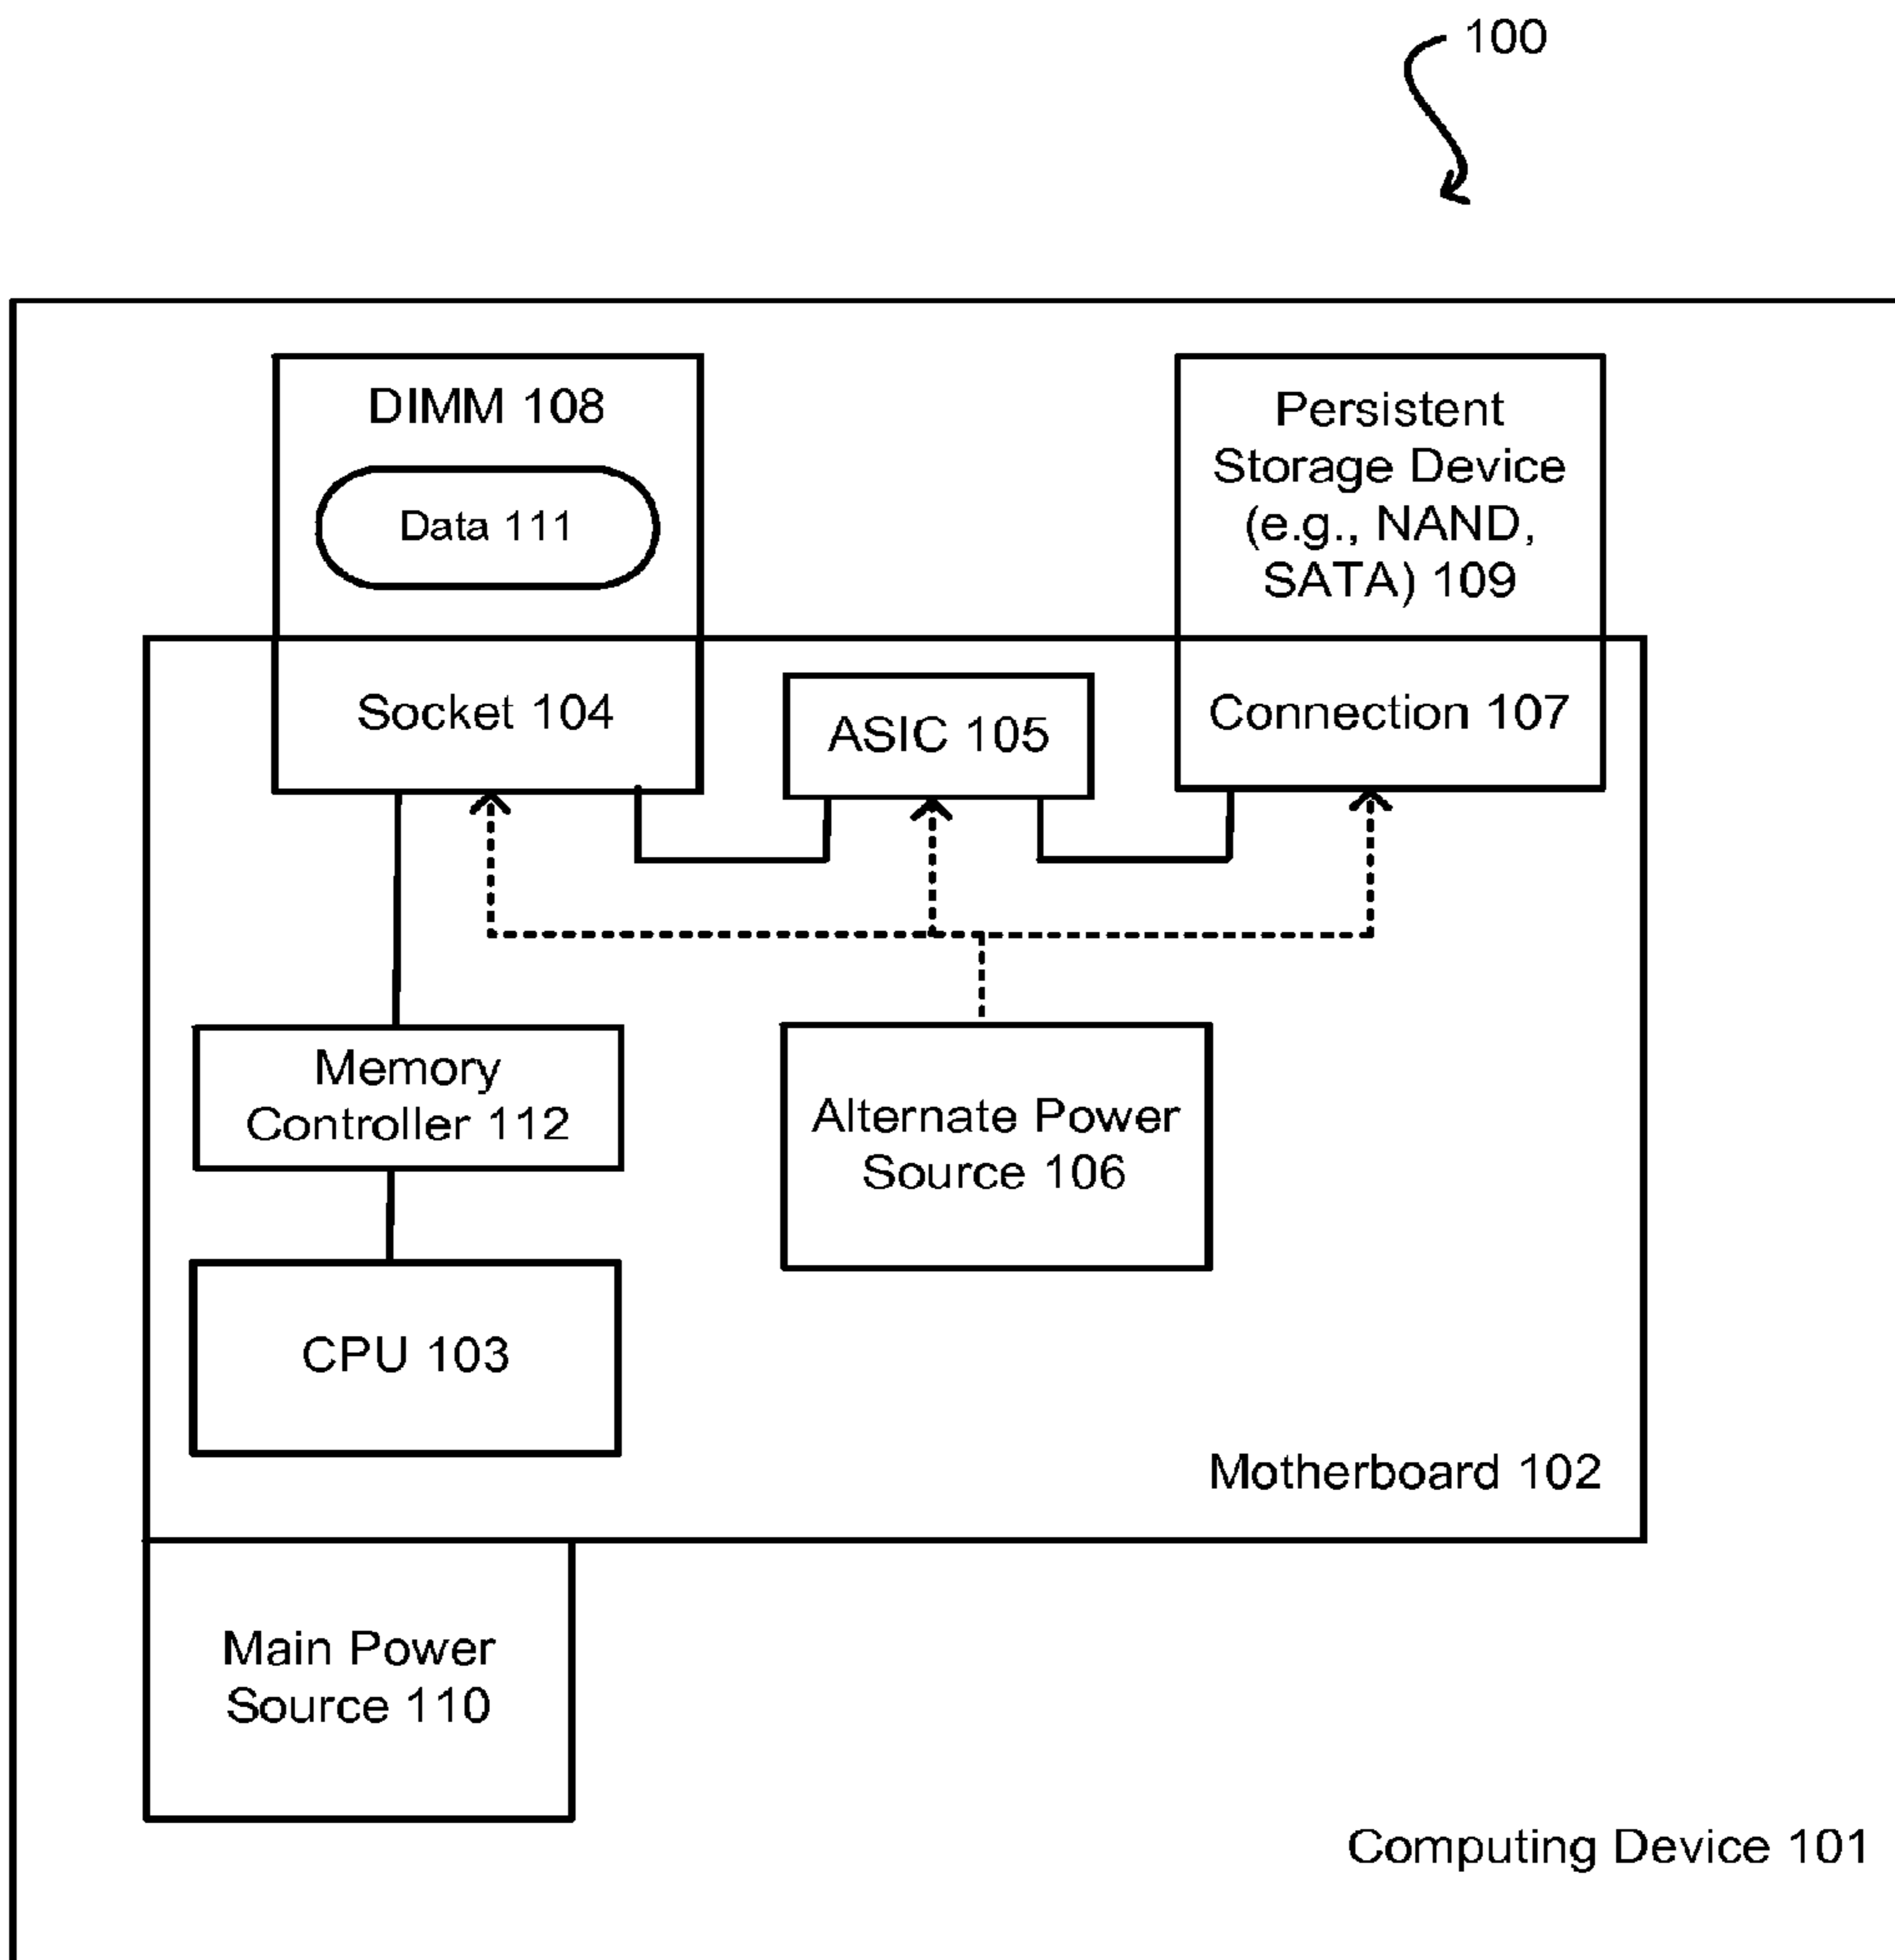 100
DIMM 108
Data 111
Persistent
Storage Device
(e.g., NAND,
SATA) 109
Socket 104
ASIC 105
Connection 107
Memory
Controller 112
Alternate Power
Source 106
CPU 103
Motherboard 102
Main Power
Source 110
Computing Device 101